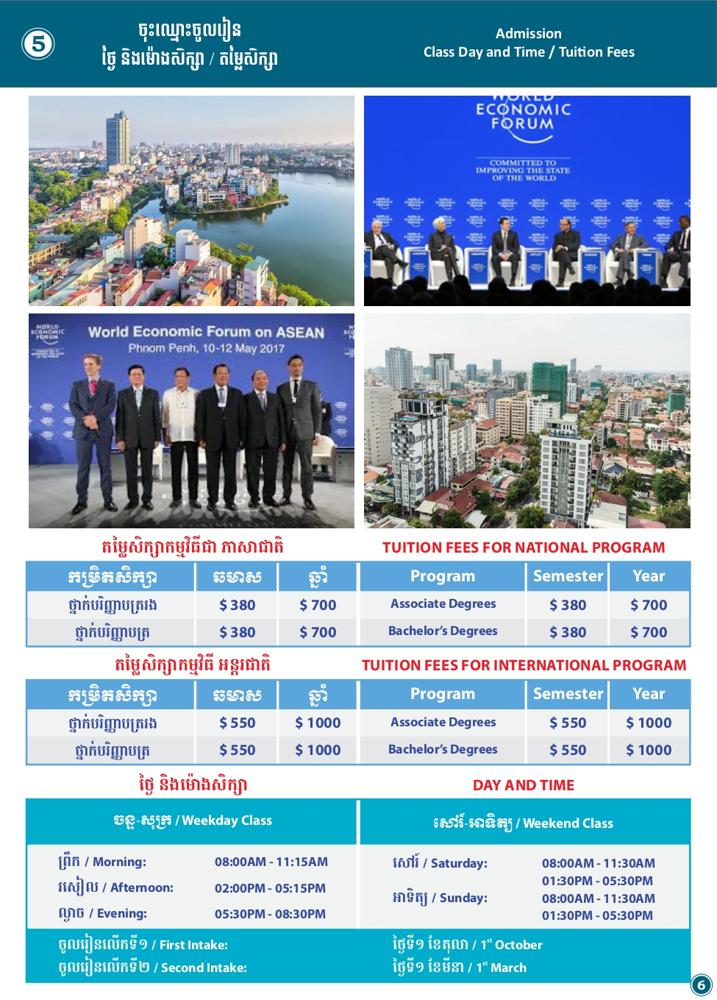 5
ចុះឈ្មោះចូលរៀន
ថ្ងៃ និងម៉ោងសិក្សា / តម្លៃសិក្សា
Admission
Class Day and Time / Tuition Fees
WORLD
ECONOMIC
FORUM
COMMITTED TO
IMPROVING THE STATE
OF THE WORLD
World Economic Forum on ASEAN
Phnom Penh, 10-12 May 2017
តម្លៃសិក្សាកម្មវិធីជា ភាសាជាតិ
TUITION FEES FOR NATIONAL PROGRAM
កម្រិតសិក្សា ឆមាស ឆ្នាំ Program Semester Year
ថ្នាក់បរិញ្ញាបត្ររង $ 380 $ 700 Associate Degrees $ 380 $ 700
ថ្នាក់បរិញ្ញាបត្រ $ 380 $ 700 Bachelor's Degrees $ 380 $ 700
តម្លៃសិក្សាកម្មវិធី អន្តរជាតិ
TUITION FEES FOR INTERNATIONAL PROGRAM
កម្រិតសិក្សា ឆមាស ឆ្នាំ Program Semester Year
ថ្នាក់បរិញ្ញាបត្ររង $ 550 $ 1000 Associate Degrees $ 550 $ 1000
ថ្នាក់បរិញ្ញាបត្រ $ 550 $ 1000 Bachelor's Degrees $ 550 $ 1000
ថ្ងៃ និងម៉ោងសិក្សា
DAY AND TIME
ចន្ទ-សុក្រ / Weekday Class
សៅរ៍-អាទិត្យ / Weekend Class
ព្រឹក / Morning: 08:00AM - 11:15AM
រសៀល / Afternoon: 02:00PM - 05:15PM
ល្ងាច / Evening: 05:30PM - 08:30PM
សៅរ៍ / Saturday: 08:00AM - 11:30AM
01:30PM - 05:30PM
អាទិត្យ / Sunday: 08:00AM - 11:30AM
01:30PM - 05:30PM
ចូលរៀនលើកទី១ / First Intake: ថ្ងៃទី១ ខែតុលា / 1st October
ចូលរៀនលើកទី២ / Second Intake: ថ្ងៃទី១ ខែមីនា / 1st March
6